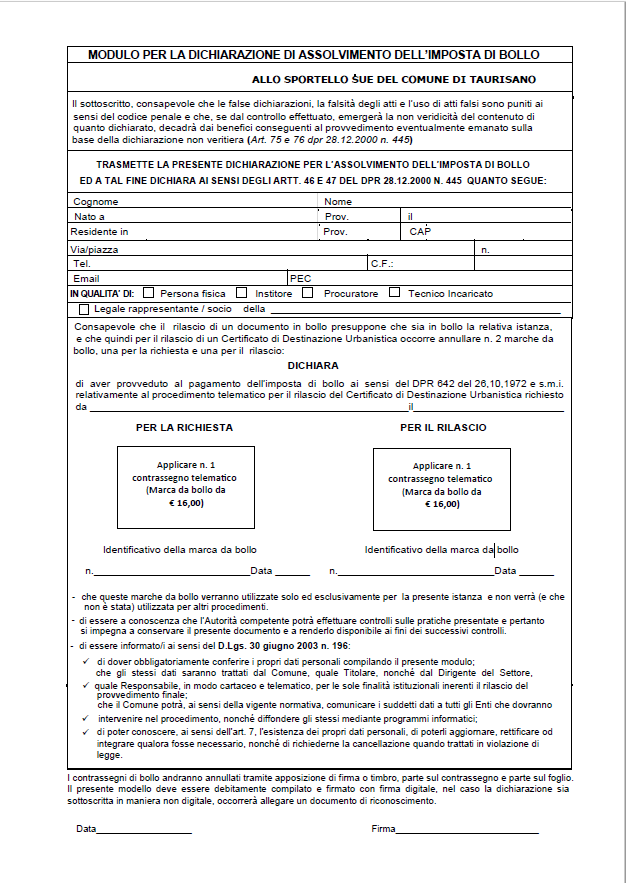 MODULO PER LA DICHIARAZIONE DI ASSOLVIMENTO DELL'IMPOSTA DI BOLLO
ALLO SPORTELLO SUE DEL COMUNE DI TAURISANO
Il sottoscritto, consapevole che le false dichiarazioni, la falsità degli atti e l'uso di atti falsi sono puniti ai
sensi del codice penale e che, se dal controllo effettuato, emergerà la non veridicità del contenuto di
quanto dichiarato, decadrà dai benefici conseguenti al provvedimento eventualmente emanato sulla
base della dichiarazione non veritiera (Art. 75 e 76 dpr 28.12.2000 n. 445)
TRASMETTE LA PRESENTE DICHIARAZIONE PER L'ASSOLVIMENTO DELL'IMPOSTA DI BOLLO
ED A TAL FINE DICHIARA AI SENSI DEGLI ARTT. 46 E 47 DEL DPR 28.12.2000 N. 445 QUANTO SEGUE:
Cognome Nome
Nato a Prov. il
Residente in Prov. CAP
Via/piazza n.
Tel. C.F.:
Email PEC
IN QUALITA' DI: Persona fisica Institore Procuratore Tecnico Incaricato
Legale rappresentante / socio della
Consapevole che il rilascio di un documento in bollo presuppone che sia in bollo la relativa istanza,
e che quindi per il rilascio di un Certificato di Destinazione Urbanistica occorre annullare n. 2 marche da
bollo, una per la richiesta e una per il rilascio:
DICHIARA
di aver provveduto al pagamento dell'imposta di bollo ai sensi del DPR 642 del 26,10,1972 e s.m.i.
relativamente al procedimento telematico per il rilascio del Certificato di Destinazione Urbanistica richiesto
da il
PER LA RICHIESTA PER IL RILASCIO
Applicare n. 1 Applicare n. 1
contrassegno telematico contrassegno telematico
(Marca da bollo da (Marca da bollo da
€ 16,00) € 16,00)
Identificativo della marca da bollo Identificativo della marca da bollo
n. Data n. Data
- che queste marche da bollo verranno utilizzate solo ed esclusivamente per la presente istanza e non verrà (e che
non è stata) utilizzata per altri procedimenti.
- di essere a conoscenza che l'Autorità competente potrà effettuare controlli sulle pratiche presentate e pertanto
si impegna a conservare il presente documento e a renderlo disponibile ai fini dei successivi controlli.
- di essere informato/i ai sensi del D.Lgs. 30 giugno 2003 n. 196:
✓ di dover obbligatoriamente conferire i propri dati personali compilando il presente modulo;
che gli stessi dati saranno trattati dal Comune, quale Titolare, nonché dal Dirigente del Settore,
✓ quale Responsabile, in modo cartaceo e telematico, per le sole finalità istituzionali inerenti il rilascio del
provvedimento finale;
che il Comune potrà, ai sensi della vigente normativa, comunicare i suddetti dati a tutti gli Enti che dovranno
✓ intervenire nel procedimento, nonché diffondere gli stessi mediante programmi informatici;
✓ di poter conoscere, ai sensi dell'art. 7, l'esistenza dei propri dati personali, di poterli aggiornare, rettificare od
integrare qualora fosse necessario, nonché di richiederne la cancellazione quando trattati in violazione di
legge.
I contrassegni di bollo andranno annullati tramite apposizione di firma o timbro, parte sul contrassegno e parte sul foglio.
Il presente modello deve essere debitamente compilato e firmato con firma digitale, nel caso la dichiarazione sia
sottoscritta in maniera non digitale, occorrerà allegare un documento di riconoscimento.
Data Firma